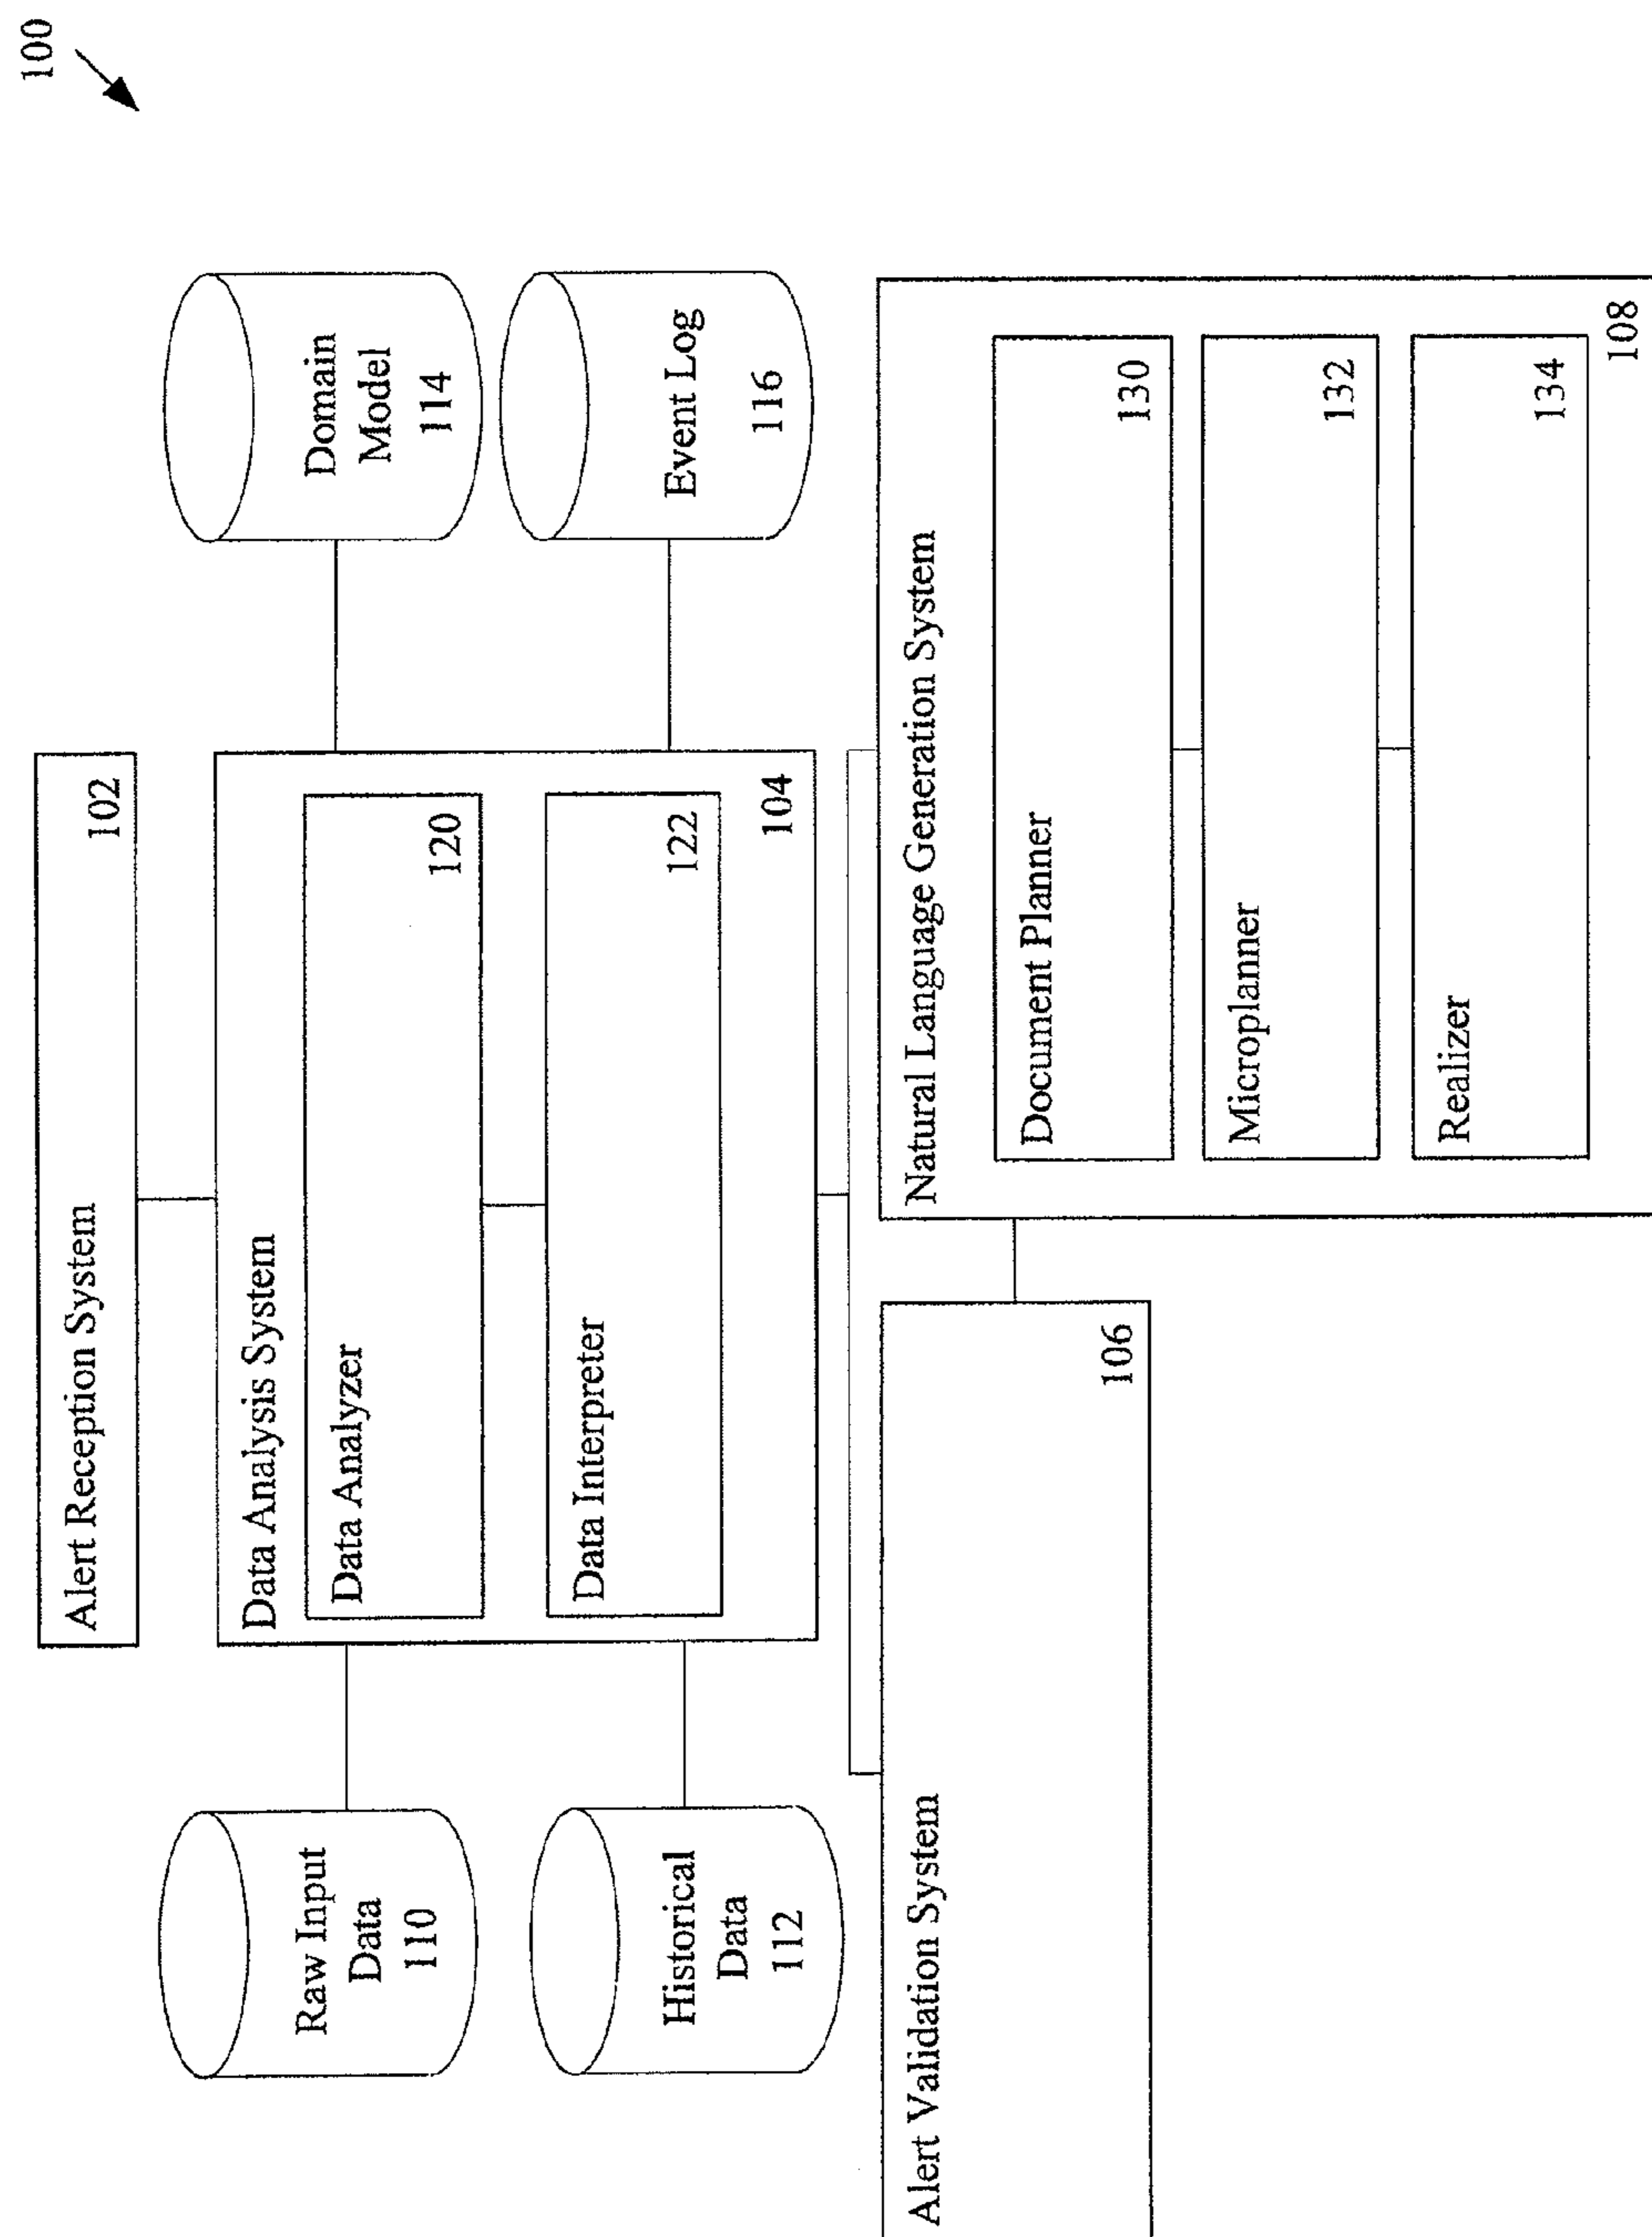 100
Alert Reception System
102
Data Analysis System
Data Analyzer
120
Data Interpreter
122
104
Raw Input
Data
110
Historical
Data
112
Domain
Model
114
Event Log
116
Alert Validation System
106
Natural Language Generation System
Document Planner
130
Microplanner
132
Realizer
134
108